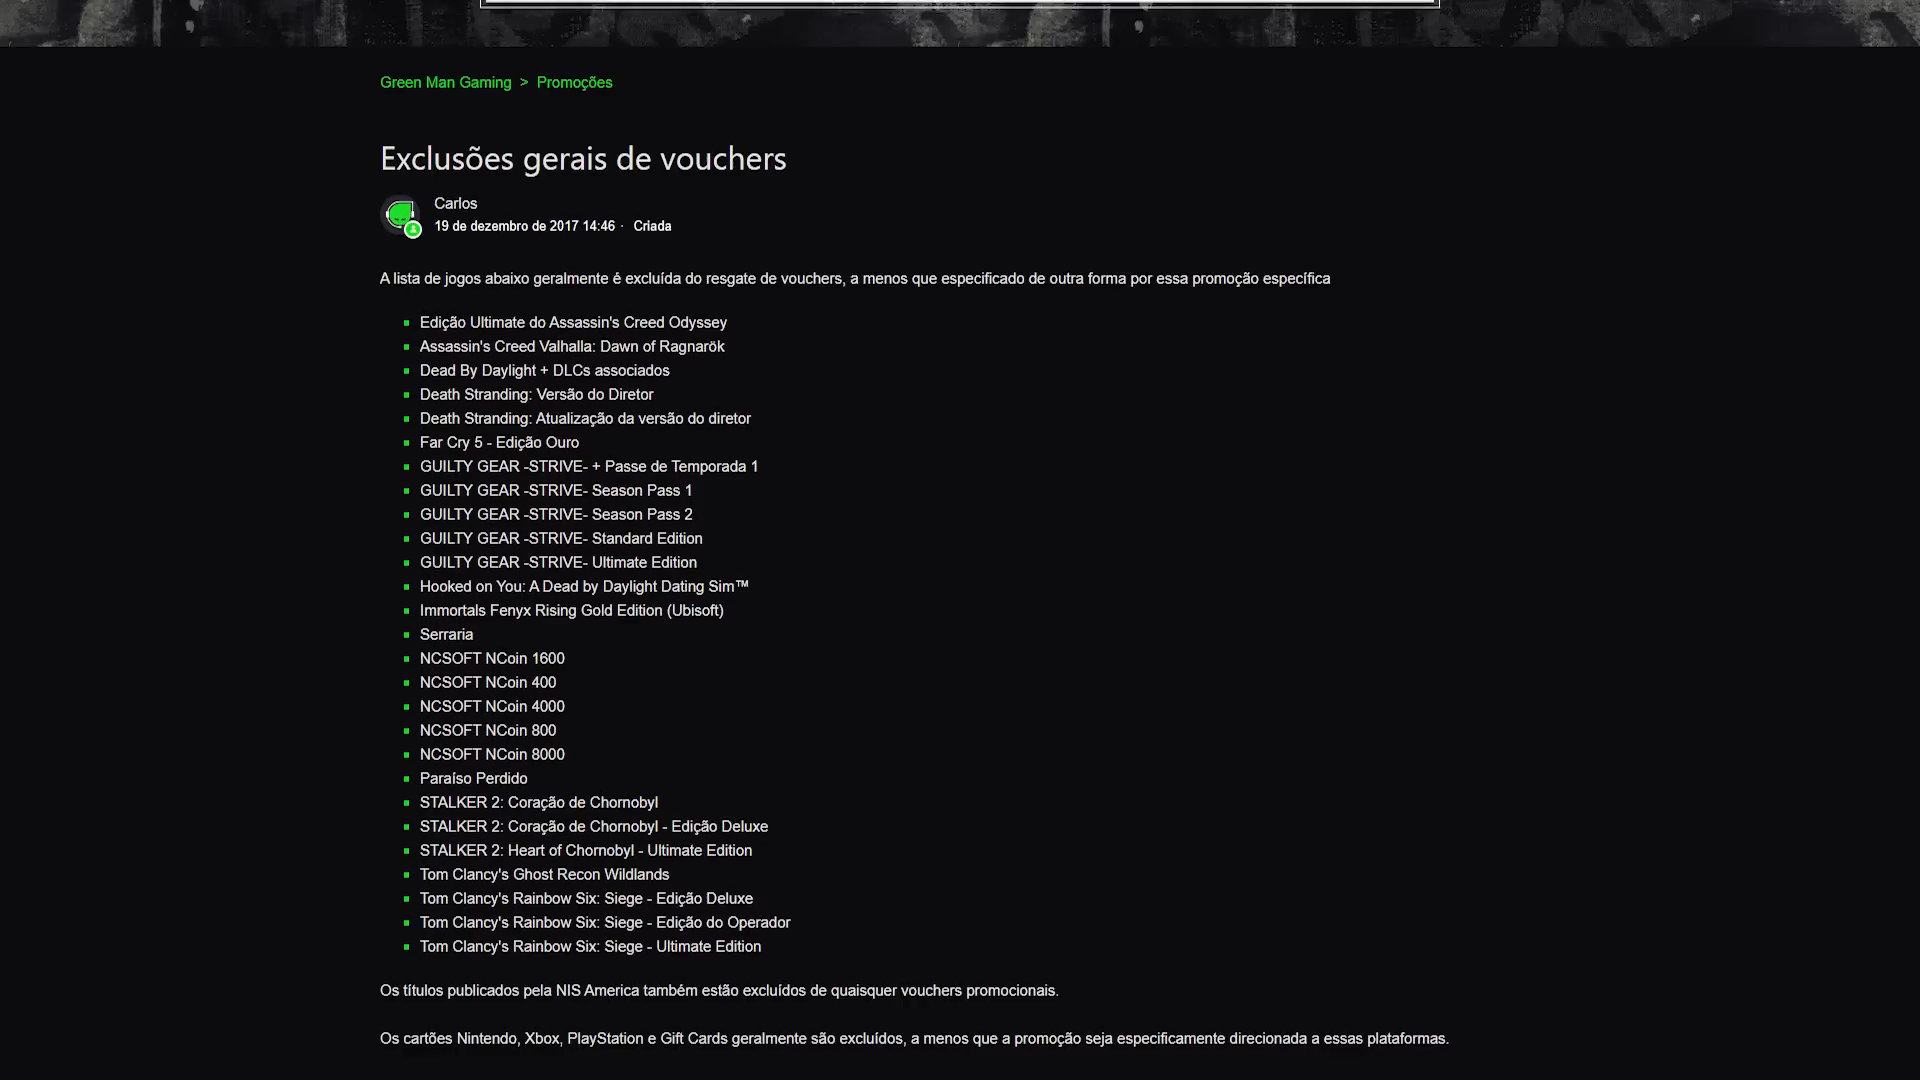 Green Man Gaming > Promoções
Exclusões gerais de vouchers
Carlos
19 de dezembro de 2017 14:46 · Criada
A lista de jogos abaixo geralmente é excluída do resgate de vouchers, a menos que especificado de outra forma por essa promoção específica
Edição Ultimate do Assassin's Creed Odyssey
Assassin's Creed Valhalla: Dawn of Ragnarök
Dead By Daylight + DLCs associados
Death Stranding: Versão do Diretor
Death Stranding: Atualização da versão do diretor
Far Cry 5 - Edição Ouro
GUILTY GEAR -STRIVE- + Passe de Temporada 1
GUILTY GEAR -STRIVE- Season Pass 1
GUILTY GEAR -STRIVE- Season Pass 2
GUILTY GEAR -STRIVE- Standard Edition
GUILTY GEAR -STRIVE- Ultimate Edition
Hooked on You: A Dead by Daylight Dating Sim™
Immortals Fenyx Rising Gold Edition (Ubisoft)
Serraria
NCSOFT NCoin 1600
NCSOFT NCoin 400
NCSOFT NCoin 4000
NCSOFT NCoin 800
NCSOFT NCoin 8000
Paraíso Perdido
STALKER 2: Coração de Chornobyl
STALKER 2: Coração de Chornobyl - Edição Deluxe
STALKER 2: Heart of Chornobyl - Ultimate Edition
Tom Clancy's Ghost Recon Wildlands
Tom Clancy's Rainbow Six: Siege - Edição Deluxe
Tom Clancy's Rainbow Six: Siege - Edição do Operador
Tom Clancy's Rainbow Six: Siege - Ultimate Edition
Os títulos publicados pela NIS America também estão excluídos de quaisquer vouchers promocionais.
Os cartões Nintendo, Xbox, PlayStation e Gift Cards geralmente são excluídos, a menos que a promoção seja especificamente direcionada a essas plataformas.